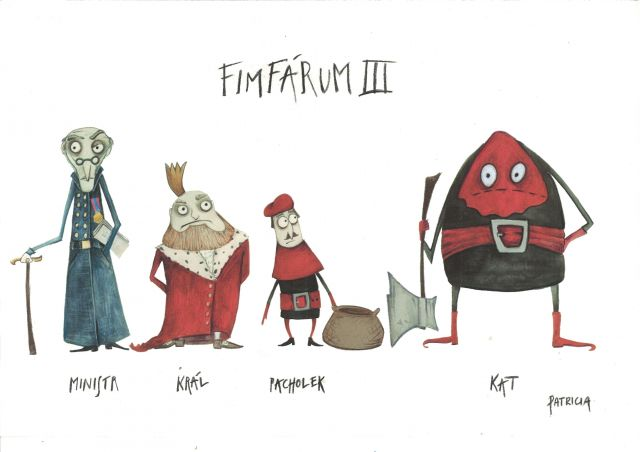 FIMFÁRUM III
MINISTR
KRÁL
PACHOLEK
KAT
PATRICIA